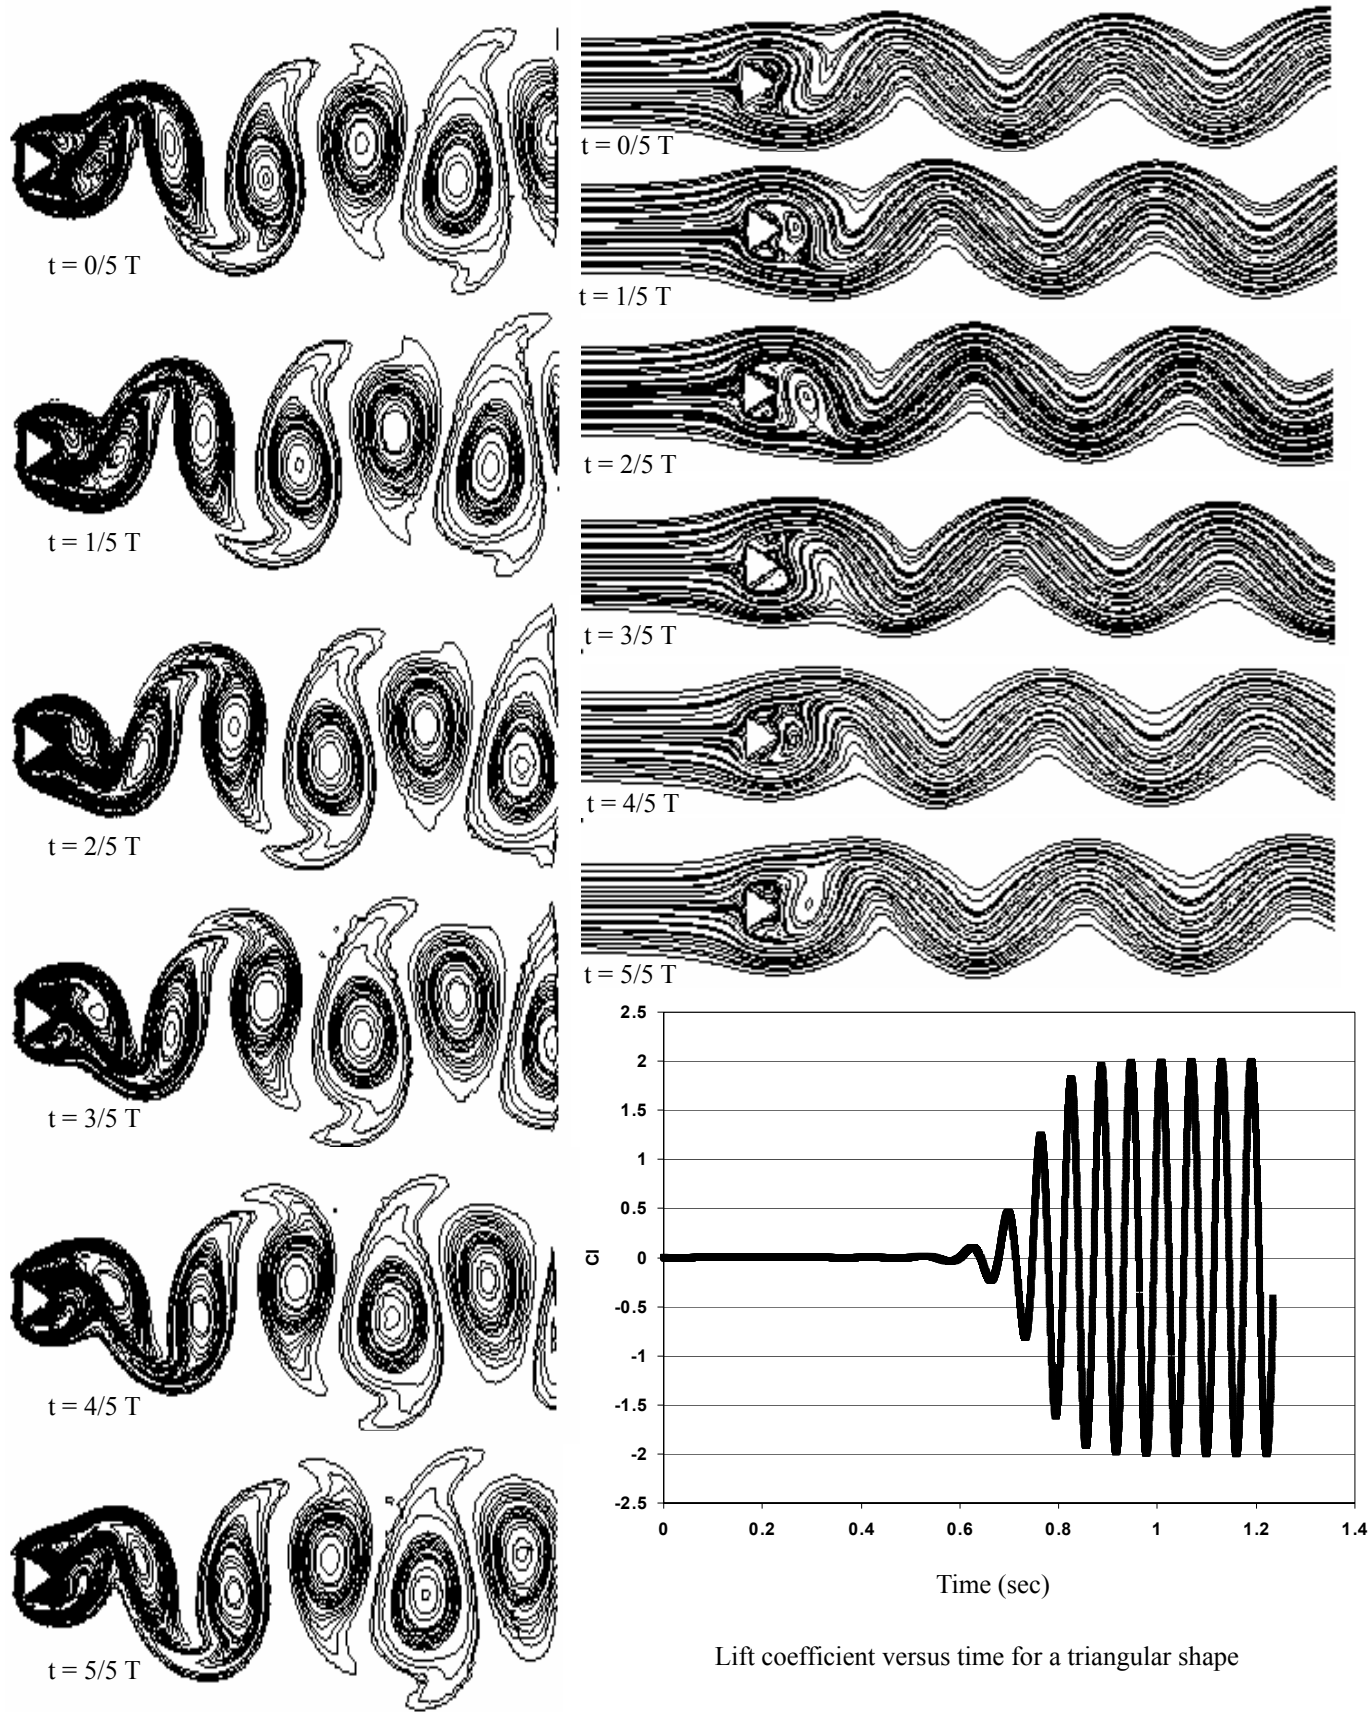 t = 0/5 T
t = 1/5 T
t = 2/5 T
t = 3/5 T
t = 4/5 T
t = 5/5 T
t = 0/5 T
t = 1/5 T
t = 2/5 T
t = 3/5 T
t = 4/5 T
t = 5/5 T
2.5
2
1.5
1
0.5
0
-0.5
-1
-1.5
-2
-2.5
Cl
0 0.2 0.4 0.6 0.8 1 1.2 1.4
Time (sec)
Lift coefficient versus time for a triangular shape